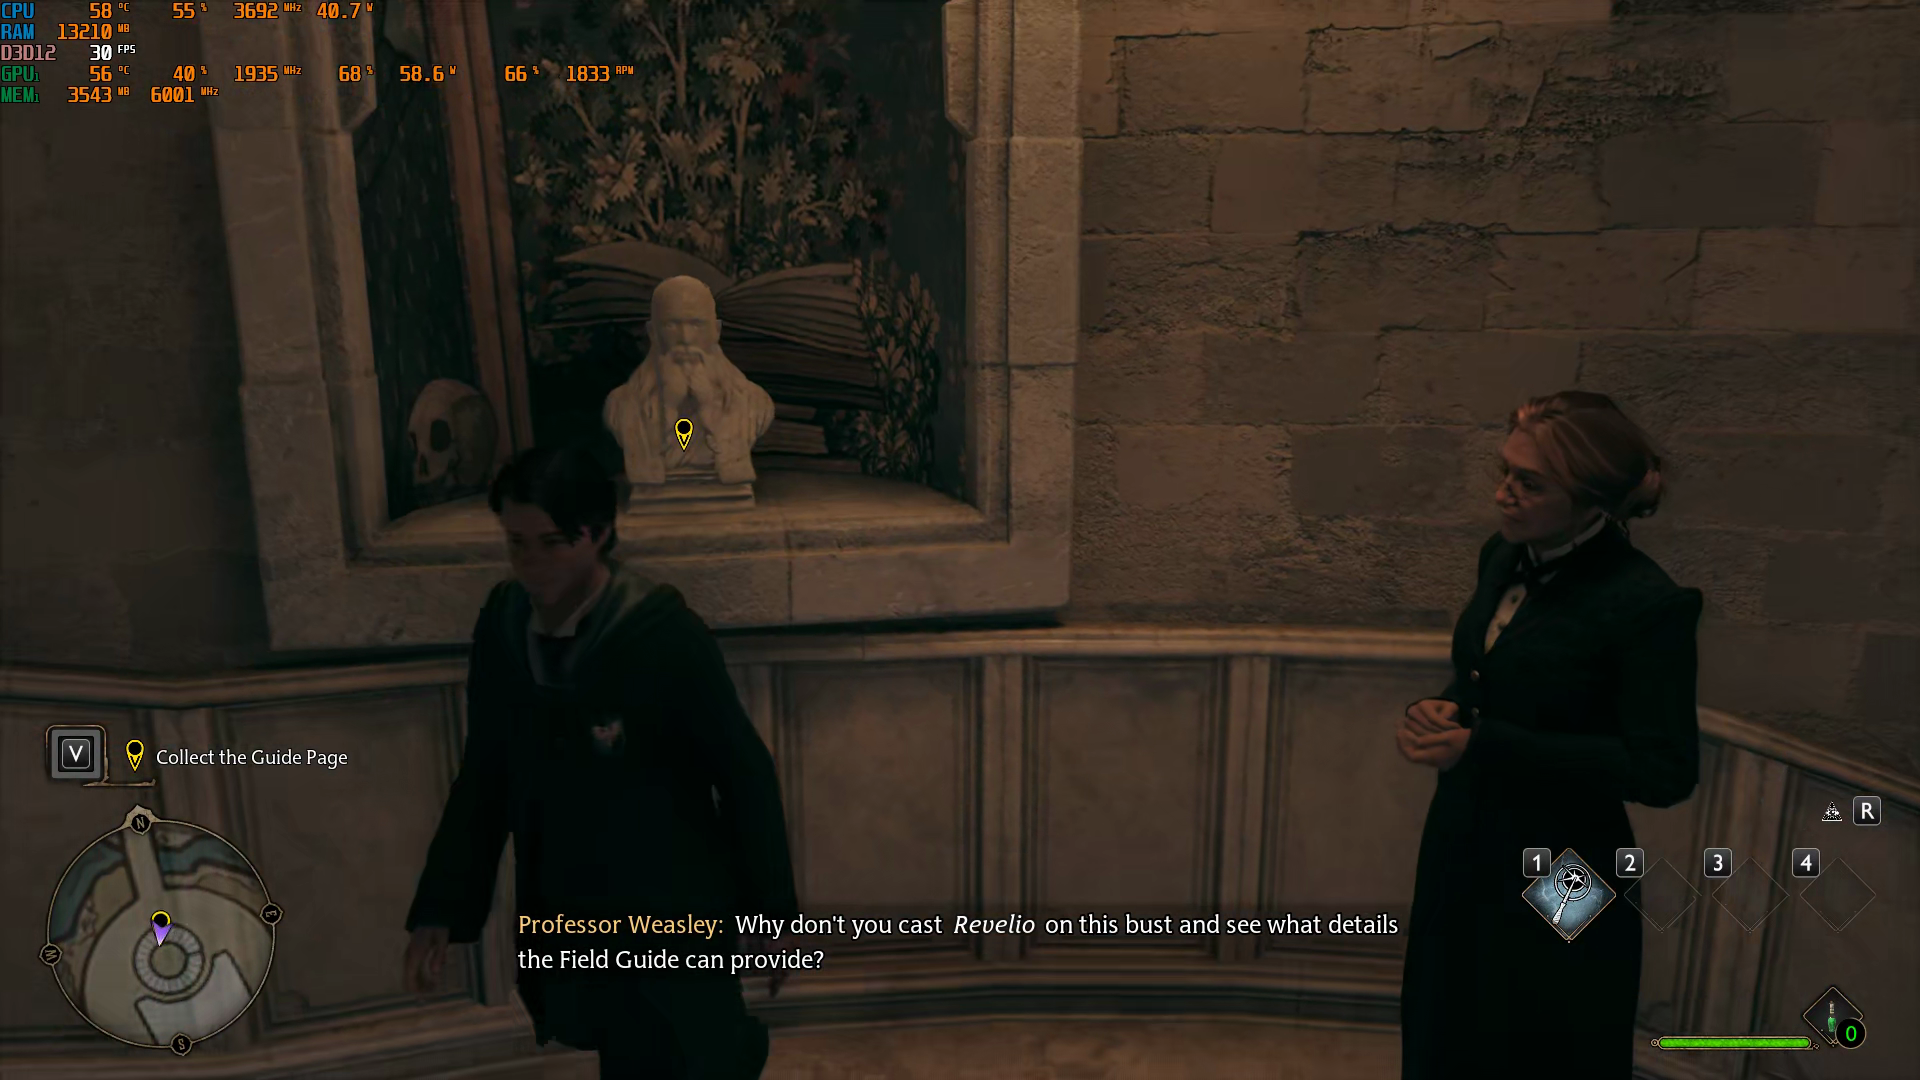 CPU 58 °C 55 % 3692 MHz 40.7 W
RAM 13210 MB
D3D12 30 FPS
GPU1 56 °C 40 % 1935 MHz 68 % 58.6 W 66 % 1833 RPM
MEM1 3543 MB 6001 MHz
V Collect the Guide Page
N
E
W
S
R
1 2 3 4
Professor Weasley: Why don't you cast Revelio on this bust and see what details
the Field Guide can provide?
0